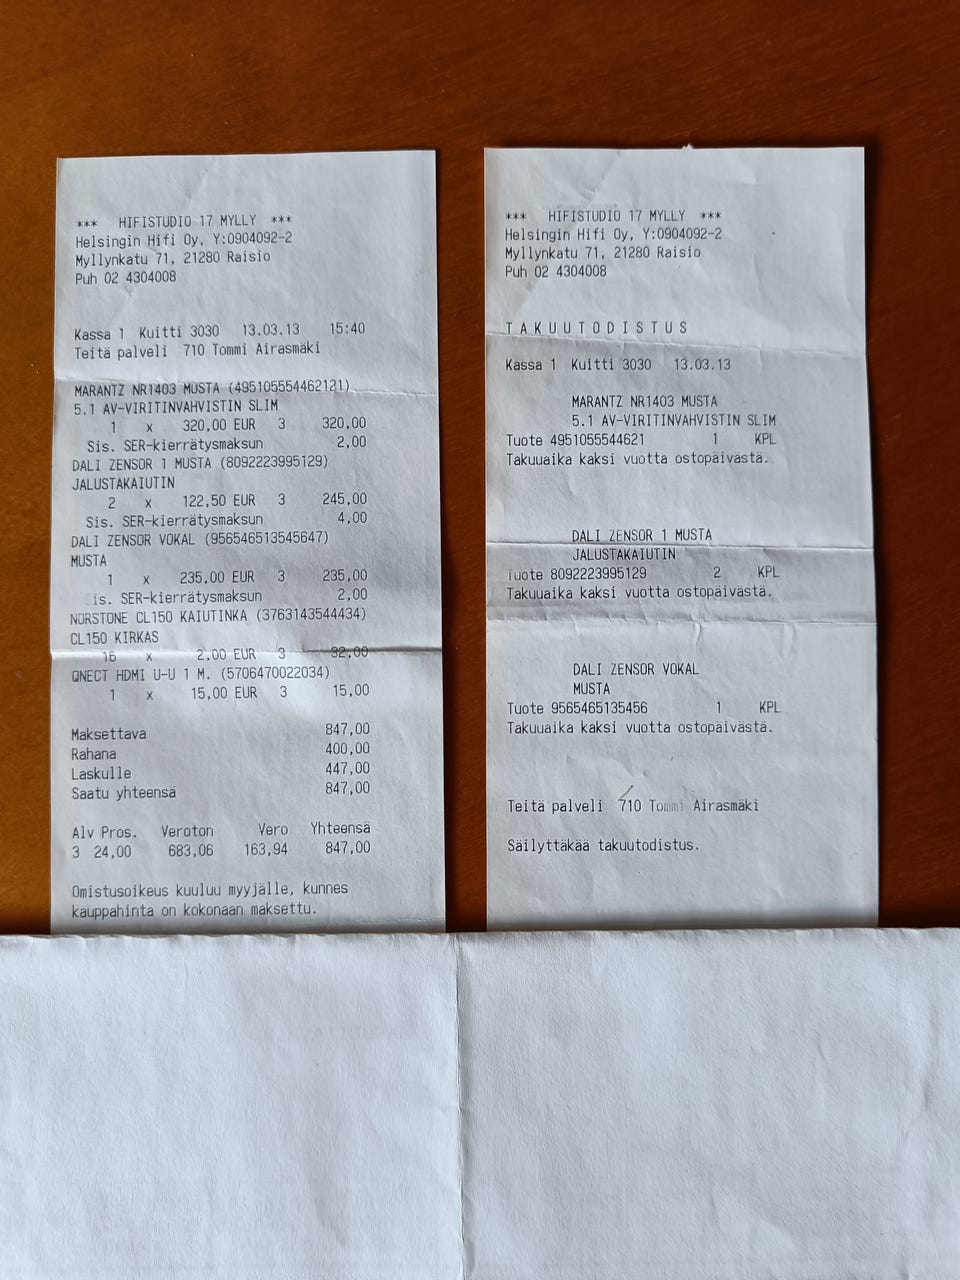 *** HIFISTUDIO 17 MYLLY ***
Helsingin Hifi Oy, Y:0904092-2
Myllynkatu 71, 21280 Raisio
Puh 02 4304008
Kassa 1 Kuitti 3030 13.03.13 15:40
Teitä palveli 710 Tommi Airasmäki
MARANTZ NR1403 MUSTA (495105554462121)
5.1 AV-VIRITINVAHVISTIN SLIM
1 x 320,00 EUR 3 320,00
Sis. SER-kierrätysmaksun 2,00
DALI ZENSOR 1 MUSTA (8092223995129)
JALUSTAKAIUTIN
2 x 122,50 EUR 3 245,00
Sis. SER-kierrätysmaksun 4,00
DALI ZENSOR VOKAL (956546513545647)
MUSTA
1 x 235,00 EUR 3 235,00
is. SER-kierrätysmaksun 2,00
NORSTONE CL150 KAIUTINKA (3763143544434)
CL150 KIRKAS
16 x 2,00 EUR 3 32,00
QNECT HDMI U-U 1 M. (5706470022034)
1 x 15,00 EUR 3 15,00
Maksettava 847,00
Rahana 400,00
Laskulle 447,00
Saatu yhteensä 847,00
Alv Pros. Veroton Vero Yhteensä
3 24,00 683,06 163,94 847,00
Omistusoikeus kuuluu myyjälle, kunnes
kauppahinta on kokonaan maksettu.
*** HIFISTUDIO 17 MYLLY ***
Helsingin Hifi Oy, Y:0904092-2
Myllynkatu 71, 21280 Raisio
Puh 02 4304008
T A K U U T O D I S T U S
Kassa 1 Kuitti 3030 13.03.13
MARANTZ NR1403 MUSTA
5.1 AV-VIRITINVAHVISTIN SLIM
Tuote 4951055544621 1 KPL
Takuuaika kaksi vuotta ostopäivästä.
DALI ZENSOR 1 MUSTA
JALUSTAKAIUTIN
Tuote 8092223995129 2 KPL
Takuuaika kaksi vuotta ostopäivästä.
DALI ZENSOR VOKAL
MUSTA
Tuote 9565465135456 1 KPL
Takuuaika kaksi vuotta ostopäivästä.
Teitä palveli 710 Tommi Airasmäki
Säilyttäkää takuutodistus.